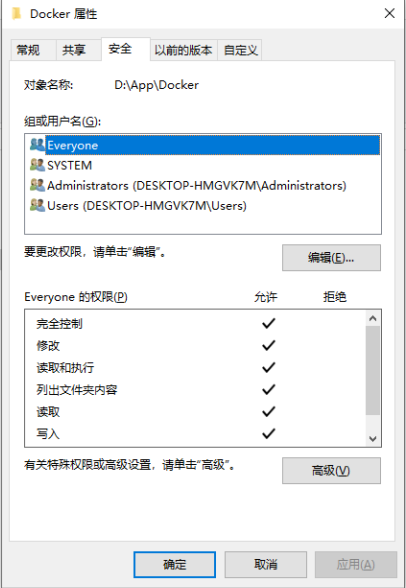 Docker 属性
常规 共享 安全 以前的版本 自定义
对象名称: D:\App\Docker
组或用户名(G):
Everyone
SYSTEM
Administrators (DESKTOP-HMGVK7M\Administrators)
Users (DESKTOP-HMGVK7M\Users)
要更改权限，请单击"编辑"。 编辑(E)...
Everyone 的权限(P) 允许 拒绝
完全控制
修改
读取和执行
列出文件夹内容
读取
写入
有关特殊权限或高级设置，请单击"高级"。 高级(V)
确定 取消 应用(A)